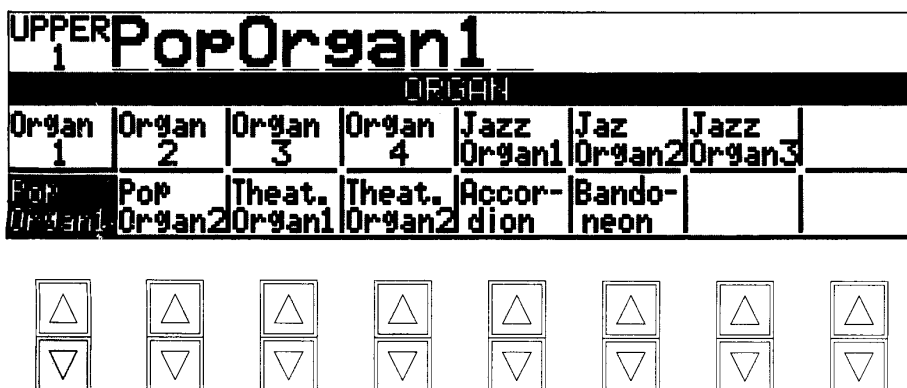 UPPER PopOrgan1
1
ORGAN
Organ Organ Organ Organ Jazz Jaz Jazz
1 2 3 4 Organ1 Organ2 Organ3
Pop Pop Theat. Theat. Accor- Bando-
Organ1 Organ2 Organ1 Organ2 dion neon